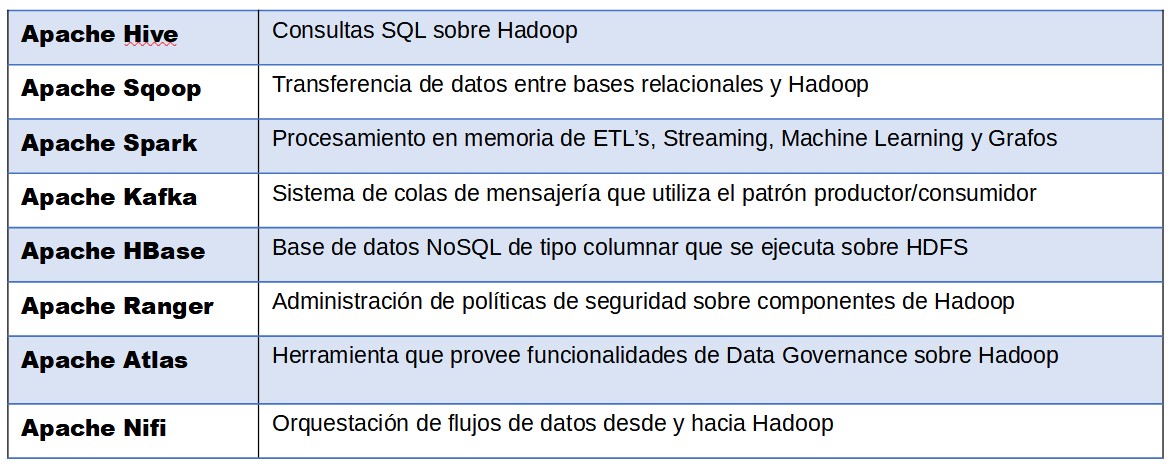 Apache Hive Consultas SQL sobre Hadoop
Apache Sqoop Transferencia de datos entre bases relacionales y Hadoop
Apache Spark Procesamiento en memoria de ETL’s, Streaming, Machine Learning y Grafos
Apache Kafka Sistema de colas de mensajería que utiliza el patrón productor/consumidor
Apache HBase Base de datos NoSQL de tipo columnar que se ejecuta sobre HDFS
Apache Ranger Administración de políticas de seguridad sobre componentes de Hadoop
Apache Atlas Herramienta que provee funcionalidades de Data Governance sobre Hadoop
Apache Nifi Orquestación de flujos de datos desde y hacia Hadoop